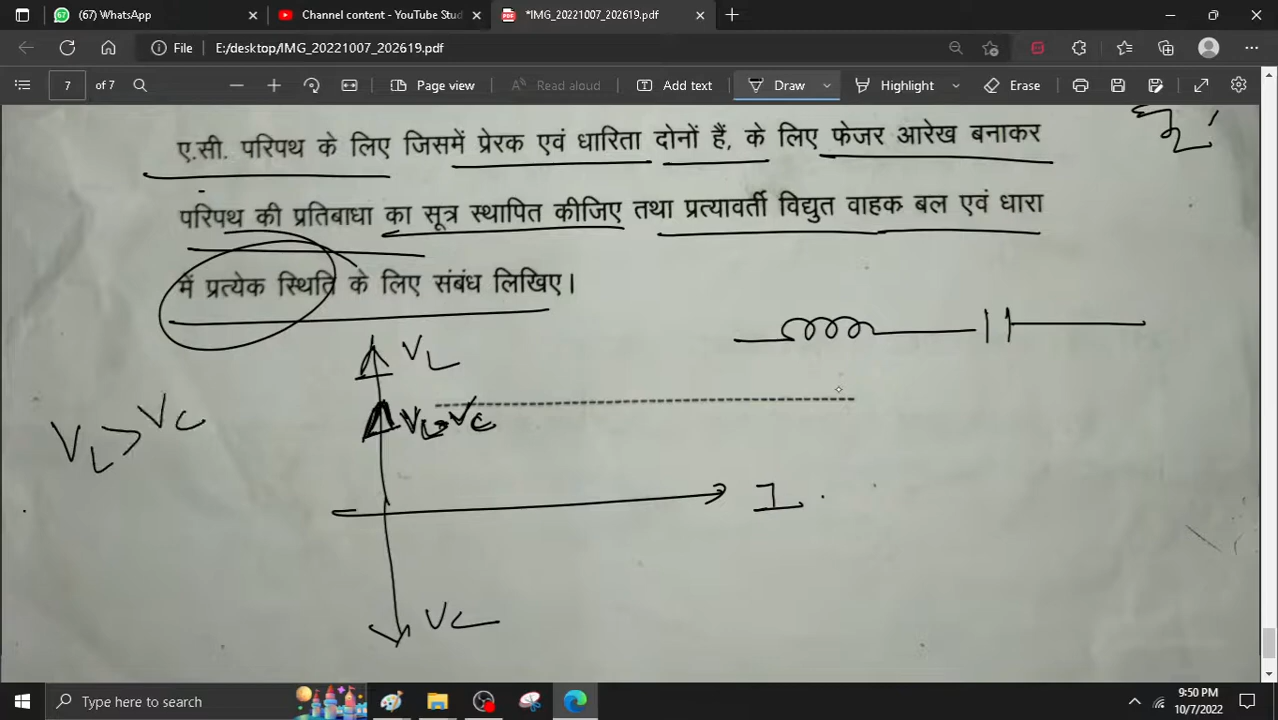 (67) WhatsApp
Channel content - YouTube Stud
*IMG_20221007_202619.pdf
File E:/desktop/IMG_20221007_202619.pdf
7 of 7 Page view Read aloud Add text Draw Highlight Erase
ए.सी. परिपथ के लिए जिसमें प्रेरक एवं धारिता दोनों हैं, के लिए फेजर आरेख बनाकर
परिपथ की प्रतिबाधा का सूत्र स्थापित कीजिए तथा प्रत्यावर्ती विद्युत वाहक बल एवं धारा
में प्रत्येक स्थिति के लिए संबंध लिखिए।
VL
VL > VC
VL-VC
I
VC
Type here to search
9:50 PM
10/7/2022